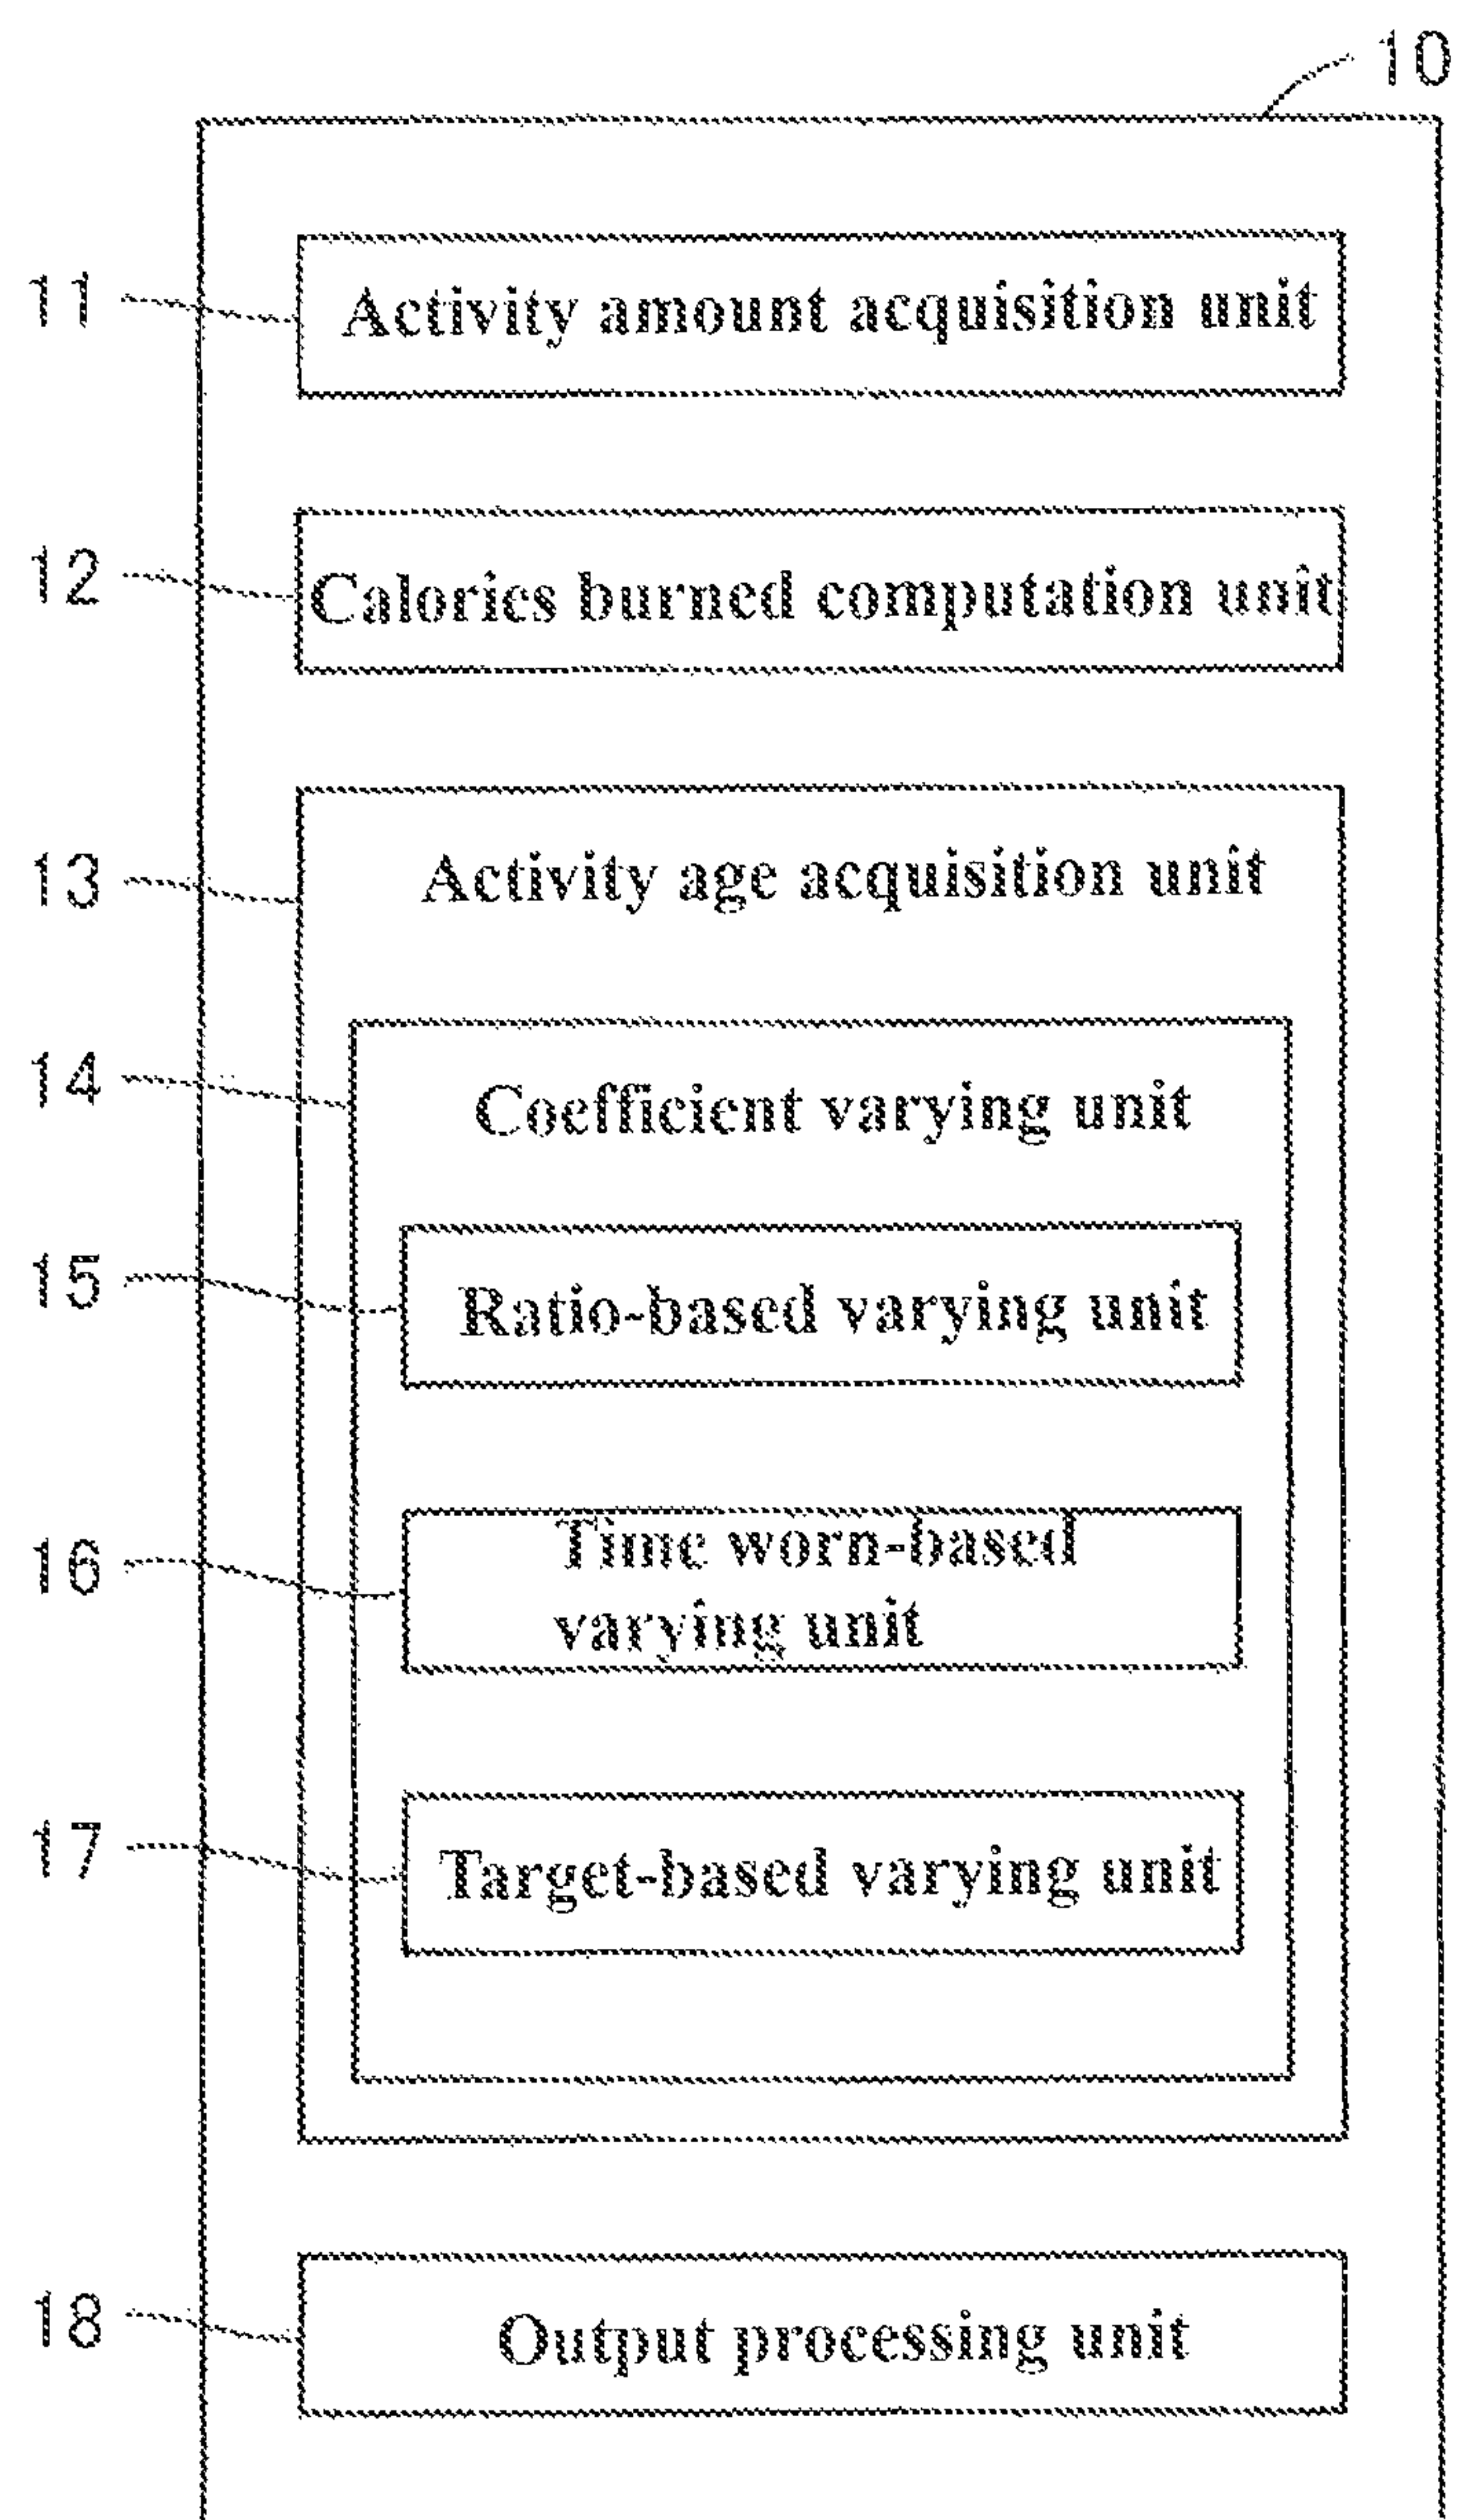 10
11 Activity amount acquisition unit
12 Calories burned computation unit
13 Activity age acquisition unit
14 Coefficient varying unit
15 Ratio-based varying unit
16 Time worn-based
varying unit
17 Target-based varying unit
18 Output processing unit